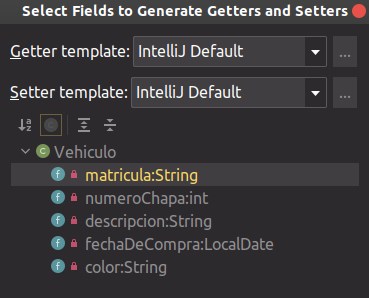 Select Fields to Generate Getters and Setters
Getter template: IntelliJ Default ...
Setter template: IntelliJ Default ...
Vehiculo
matricula:String
numeroChapa:int
descripcion:String
fechaDeCompra:LocalDate
color:String